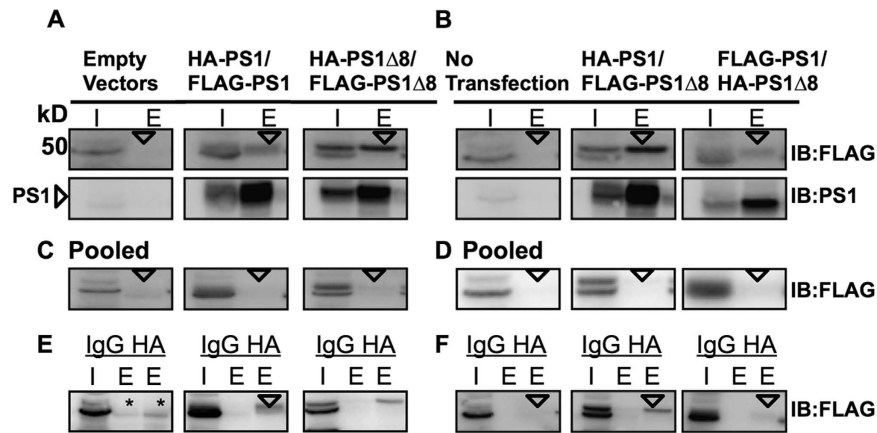 A
B
Empty Vectors
HA-PS1/ FLAG-PS1
HA-PS1Δ8/ FLAG-PS1Δ8
No Transfection
HA-PS1/ FLAG-PS1Δ8
FLAG-PS1/ HA-PS1Δ8
kD
I E I E I E I E I E I E
50
IB:FLAG
PS1
IB:PS1
C Pooled
D Pooled
IB:FLAG
E
F
IgG HA IgG HA IgG HA IgG HA IgG HA IgG HA
I E E I E E I E E I E E I E E I E E
* *
IB:FLAG